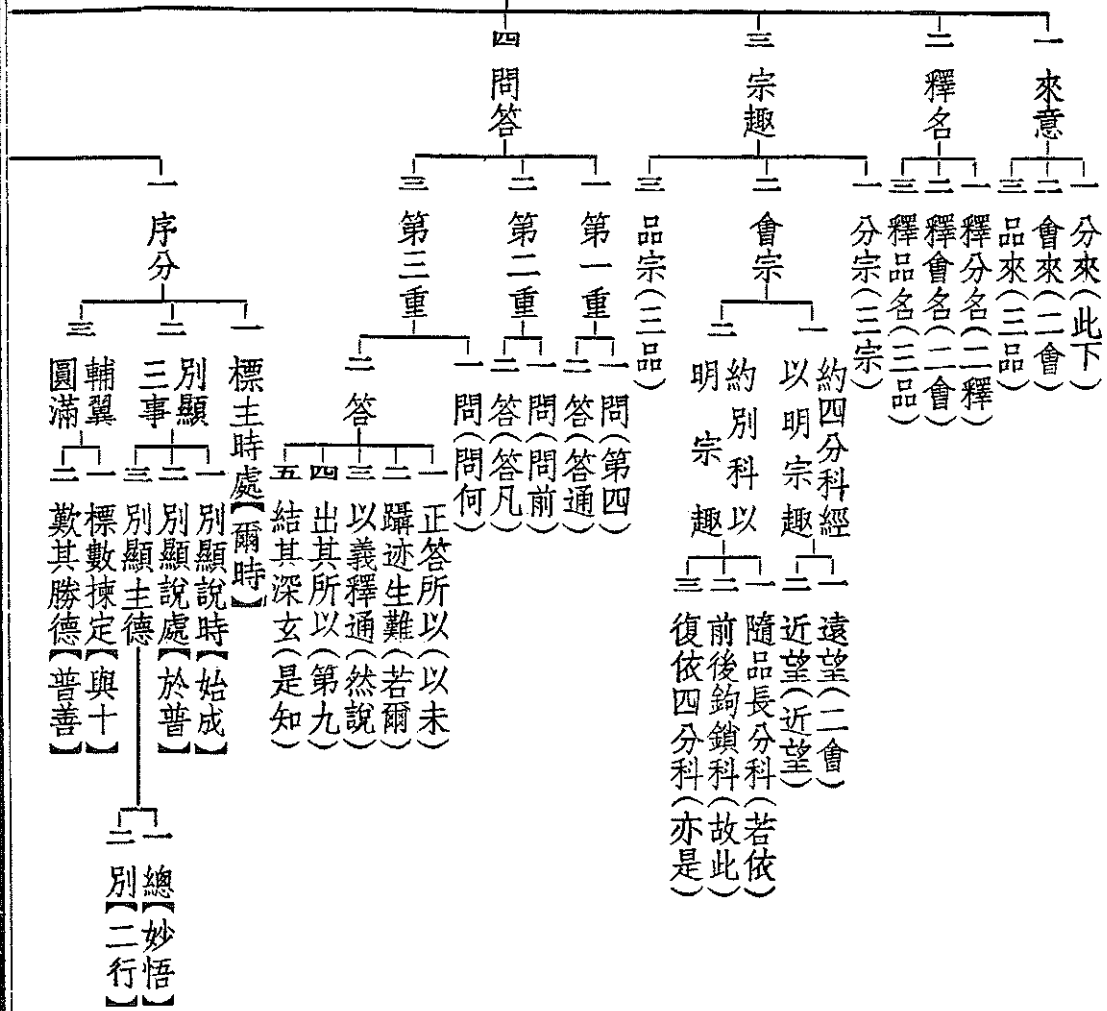 一 來意
一 分來(此下)
二 會來(二會)
三 品來(三品)
二 釋名
一 釋分名(二釋)
二 釋會名(二會)
三 釋品名(三品)
三 宗趣
一 分宗(三宗)
二 會宗
一 約四分科經以明宗趣
一 遠望(二會)
二 近望(近望)
二 約別科以明宗趣
一 隨品長分科(若依)
二 前後鉤鎖科(故此)
三 復依四分科(亦是)
三 品宗(三品)
四 問答
一 第一重
一 問(第四)
二 答(答通)
二 第二重
一 問(問前)
二 答(答凡)
三 第三重
一 問(問何)
二 答
一 正答所以(以未)
二 躡迹生難(若爾)
三 以義釋通(然說)
四 出其所以(第九)
五 結其深玄(是知)
一 序分
一 標主時處【爾時】
二 別顯三事
一 別顯說時【始成】
二 別顯說處【於普】
三 別顯主德
一 總【妙悟】
二 別【二行】
三 輔翼圓滿
一 標數揀定【與十】
二 歎其勝德【普善】